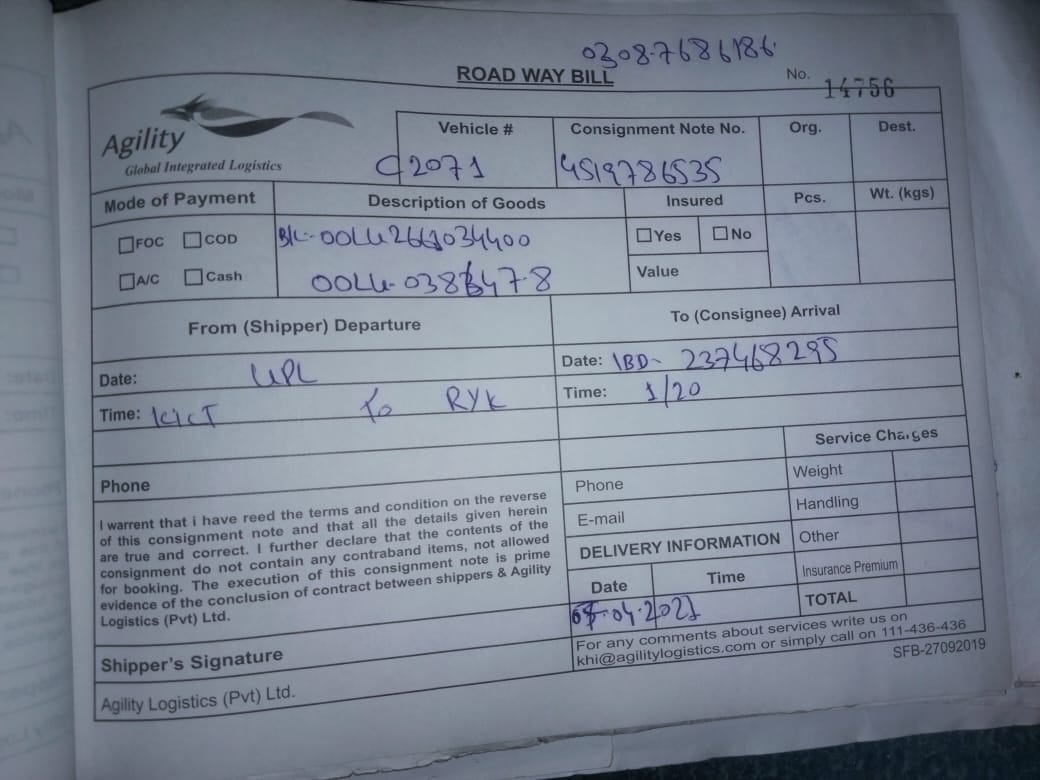 0308-7686186
ROAD WAY BILL
No. 14756
Agility
Global Integrated Logistics
Vehicle #
C 2071
Consignment Note No.
4519786535
Org.
Dest.
Mode of Payment
FOC
COD
A/C
Cash
Description of Goods
B/L-OOLU2661034400
OOLU-038 47-8
Insured
Yes
No
Value
Pcs.
Wt. (kgs)
From (Shipper) Departure
Date: UPL
Time: KICT To RYK
Phone
To (Consignee) Arrival
Date: IBD- 237468295
Time: 1/20
Phone
E-mail
Service Charges
Weight
Handling
Other
Insurance Premium
TOTAL
DELIVERY INFORMATION
Date
Time
04-2021
I warrent that i have reed the terms and condition on the reverse
of this consignment note and that all the details given herein
are true and correct. I further declare that the contents of the
consignment do not contain any contraband items, not allowed
for booking. The execution of this consignment note is prime
evidence of the conclusion of contract between shippers & Agility
Logistics (Pvt) Ltd.
Shipper's Signature
For any comments about services write us on
khi@agilitylogistics.com or simply call on 111-436-436
Agility Logistics (Pvt) Ltd.
SFB-27092019